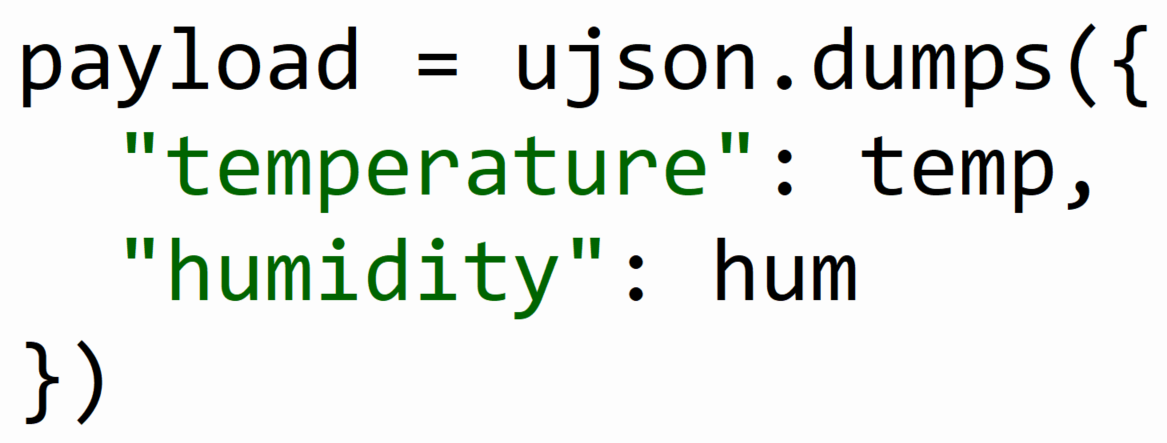 payload = ujson.dumps({
  "temperature": temp,
  "humidity": hum
})